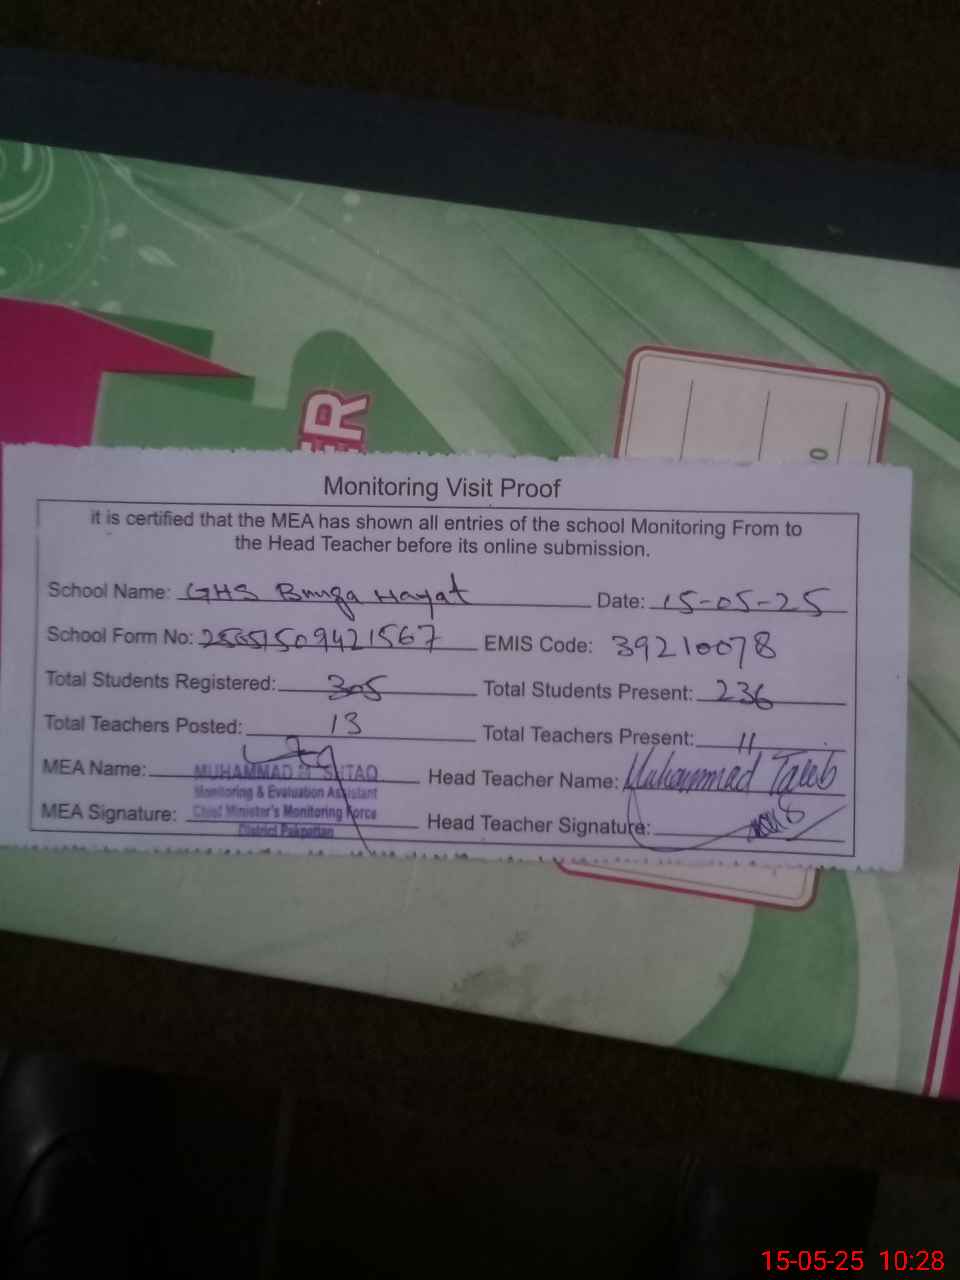 ER
Monitoring Visit Proof
it is certified that the MEA has shown all entries of the school Monitoring From to
the Head Teacher before its online submission.
School Name: GHS Bunga Hayat Date: 15-05-25
School Form No: EMIS Code: 39210078
Total Students Registered: 305 Total Students Present: 236
Total Teachers Posted: 13 Total Teachers Present: 11
MEA Name: MUHAMMAD Head Teacher Name: Muhammad
Monitoring & Evaluation Assistant
MEA Signature: Chief Minister's Monitoring Force Head Teacher Signature:
District Pakpattan
15-05-25 10:28